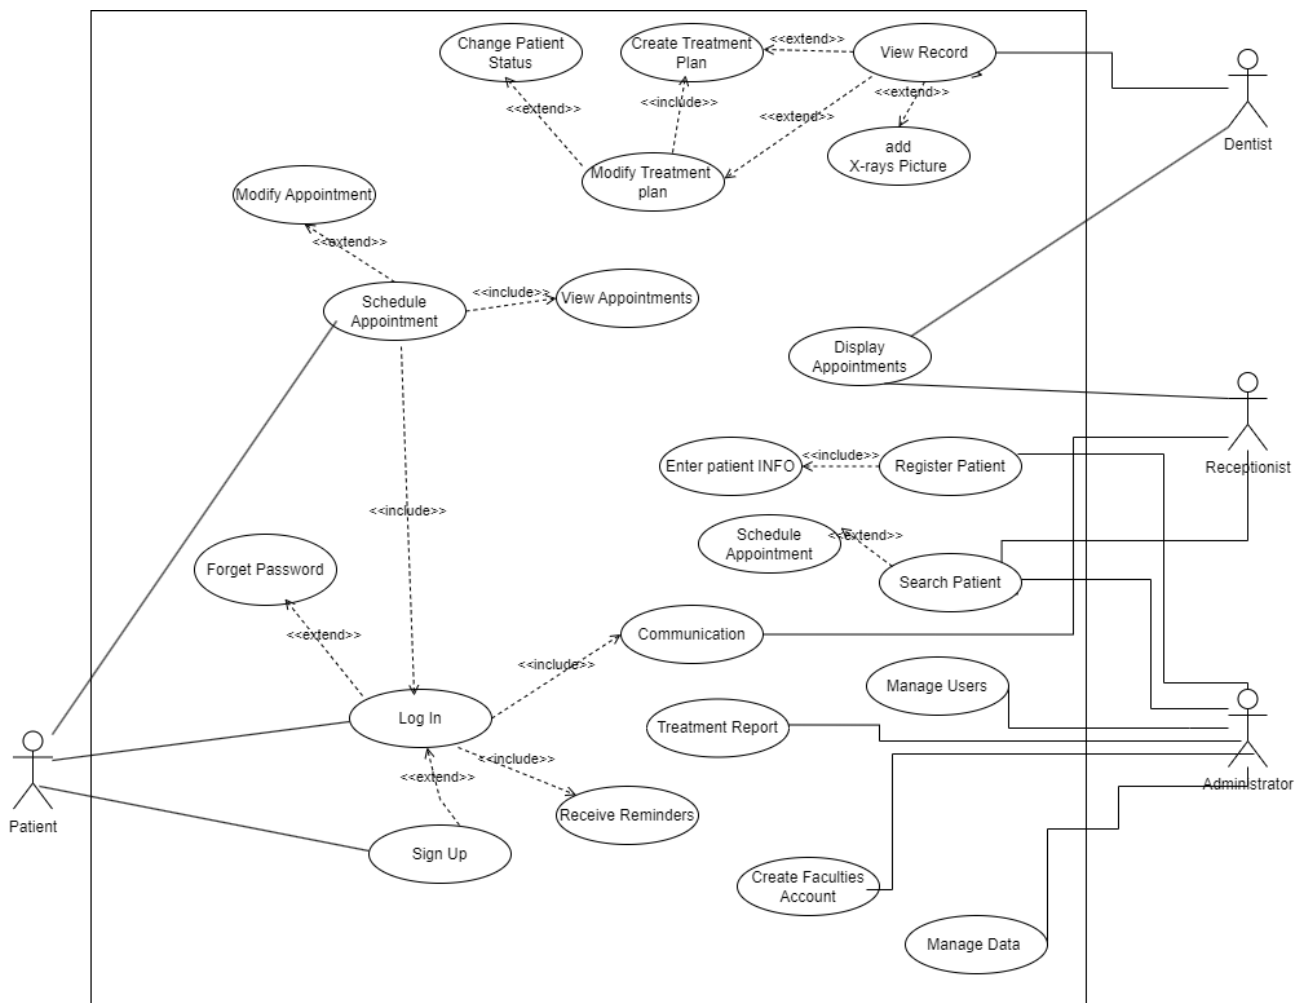 Change Patient
Status
Create Treatment
Plan
<<extend>>
View Record
<<extend>>
<<include>>
<<extend>>
<<extend>>
Dentist
add
X-rays Picture
Modify Treatment
plan
Modify Appointment
<<extend>>
Schedule
Appointment
<<include>>
View Appointments
Display
Appointments
Enter patient INFO
<<include>>
Register Patient
Receptionist
<<include>>
Schedule
Appointment
<<extend>>
Search Patient
Forget Password
<<extend>>
Communication
<<include>>
Manage Users
Log In
Treatment Report
<<include>>
<<extend>>
Administrator
Receive Reminders
Patient
Sign Up
Create Faculties
Account
Manage Data